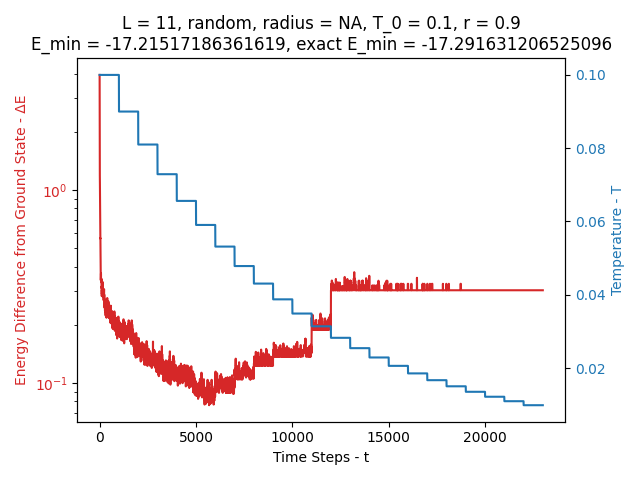 L = 11, random, radius = NA, T_0 = 0.1, r = 0.9
E_min = -17.21517186361619, exact E_min = -17.291631206525096
Energy Difference from Ground State - ΔE
10^0
10^-1
0
5000
10000
15000
20000
Time Steps - t
0.10
0.08
0.06
0.04
0.02
Temperature - T